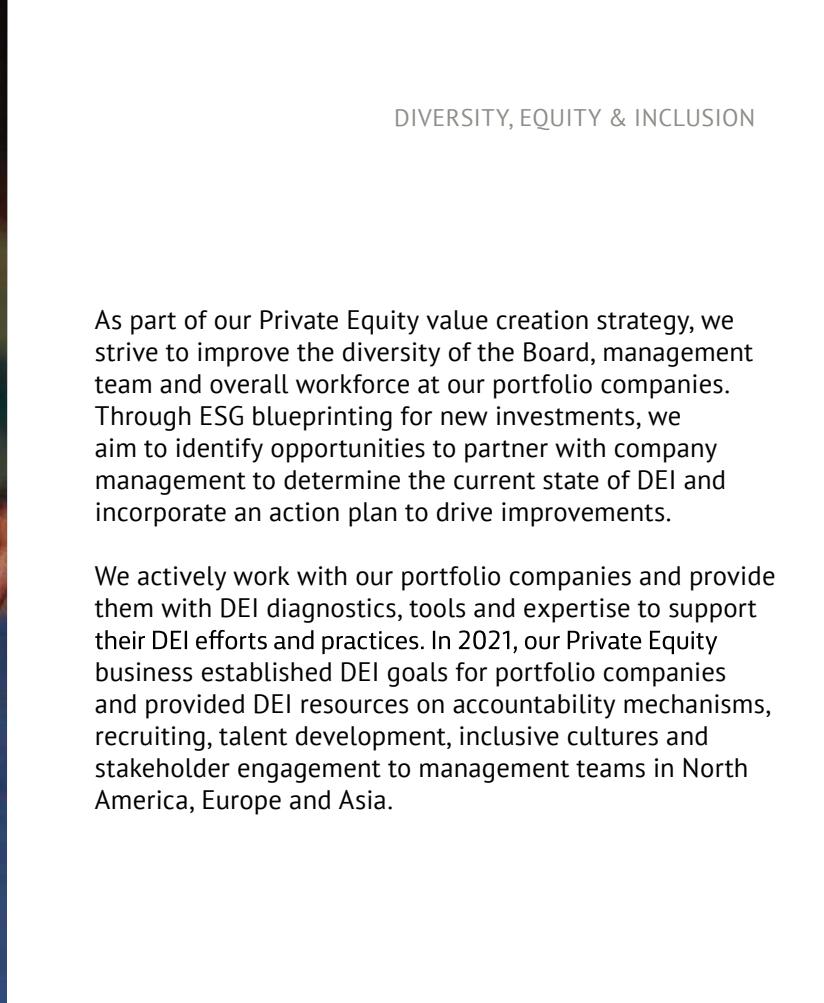 DIVERSITY, EQUITY & INCLUSION
As part of our Private Equity value creation strategy, we
strive to improve the diversity of the Board, management
team and overall workforce at our portfolio companies.
Through ESG blueprinting for new investments, we
aim to identify opportunities to partner with company
management to determine the current state of DEI and
incorporate an action plan to drive improvements.
We actively work with our portfolio companies and provide
them with DEI diagnostics, tools and expertise to support
their DEI efforts and practices. In 2021, our Private Equity
business established DEI goals for portfolio companies
and provided DEI resources on accountability mechanisms,
recruiting, talent development, inclusive cultures and
stakeholder engagement to management teams in North
America, Europe and Asia.